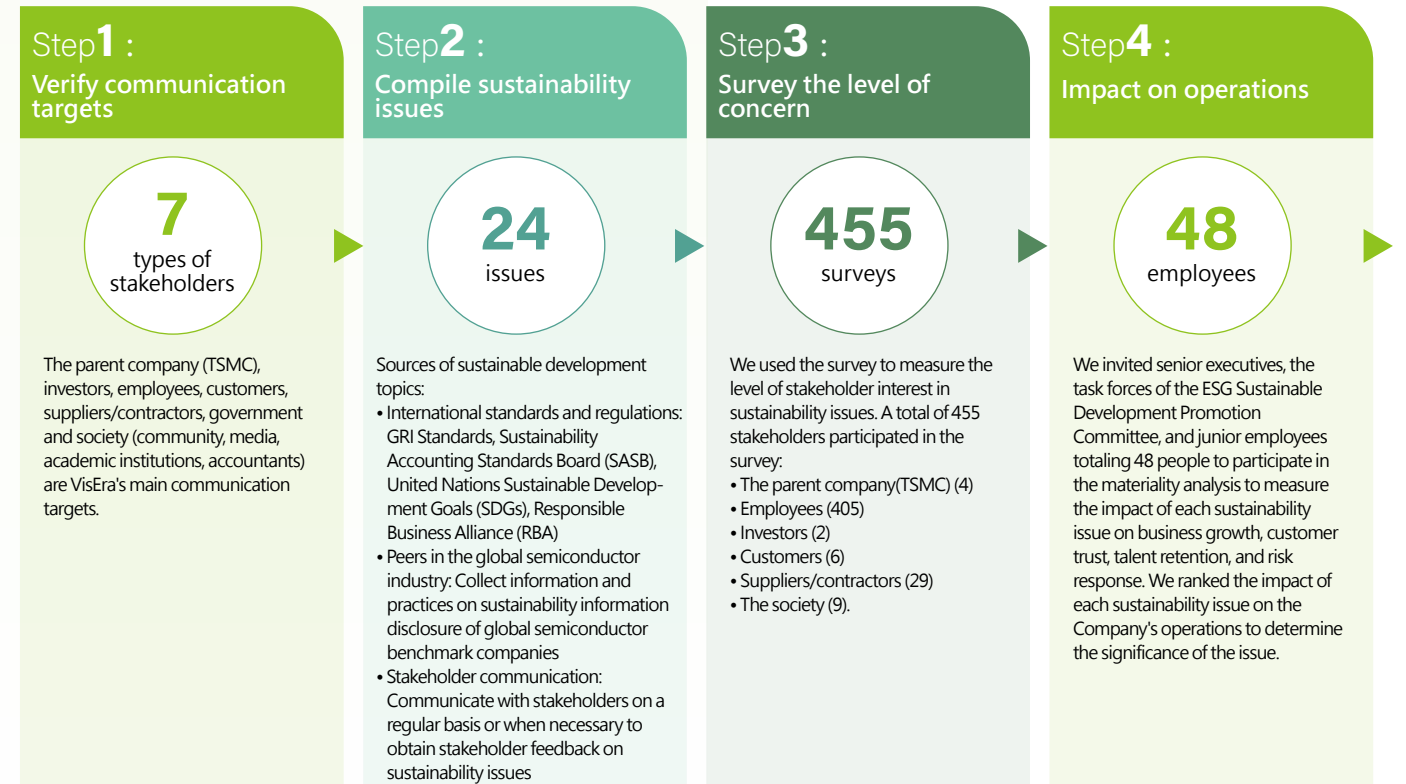 Step1 :
Verify communication
targets
7
types of
stakeholders
The parent company (TSMC),
investors, employees, customers,
suppliers/contractors, government
and society (community, media,
academic institutions, accountants)
are VisEra's main communication
targets.
Step2 :
Compile sustainability
issues
24
issues
Sources of sustainable development
topics:
• International standards and regulations:
GRI Standards, Sustainability
Accounting Standards Board (SASB),
United Nations Sustainable Develop-
ment Goals (SDGs), Responsible
Business Alliance (RBA)
• Peers in the global semiconductor
industry: Collect information and
practices on sustainability information
disclosure of global semiconductor
benchmark companies
• Stakeholder communication:
Communicate with stakeholders on a
regular basis or when necessary to
obtain stakeholder feedback on
sustainability issues
Step3 :
Survey the level of
concern
455
surveys
We used the survey to measure the
level of stakeholder interest in
sustainability issues. A total of 455
stakeholders participated in the
survey:
• The parent company(TSMC) (4)
• Employees (405)
• Investors (2)
• Customers (6)
• Suppliers/contractors (29)
• The society (9).
Step4 :
Impact on operations
48
employees
We invited senior executives, the
task forces of the ESG Sustainable
Development Promotion
Committee, and junior employees
totaling 48 people to participate in
the materiality analysis to measure
the impact of each sustainability
issue on business growth, customer
trust, talent retention, and risk
response. We ranked the impact of
each sustainability issue on the
Company's operations to determine
the significance of the issue.